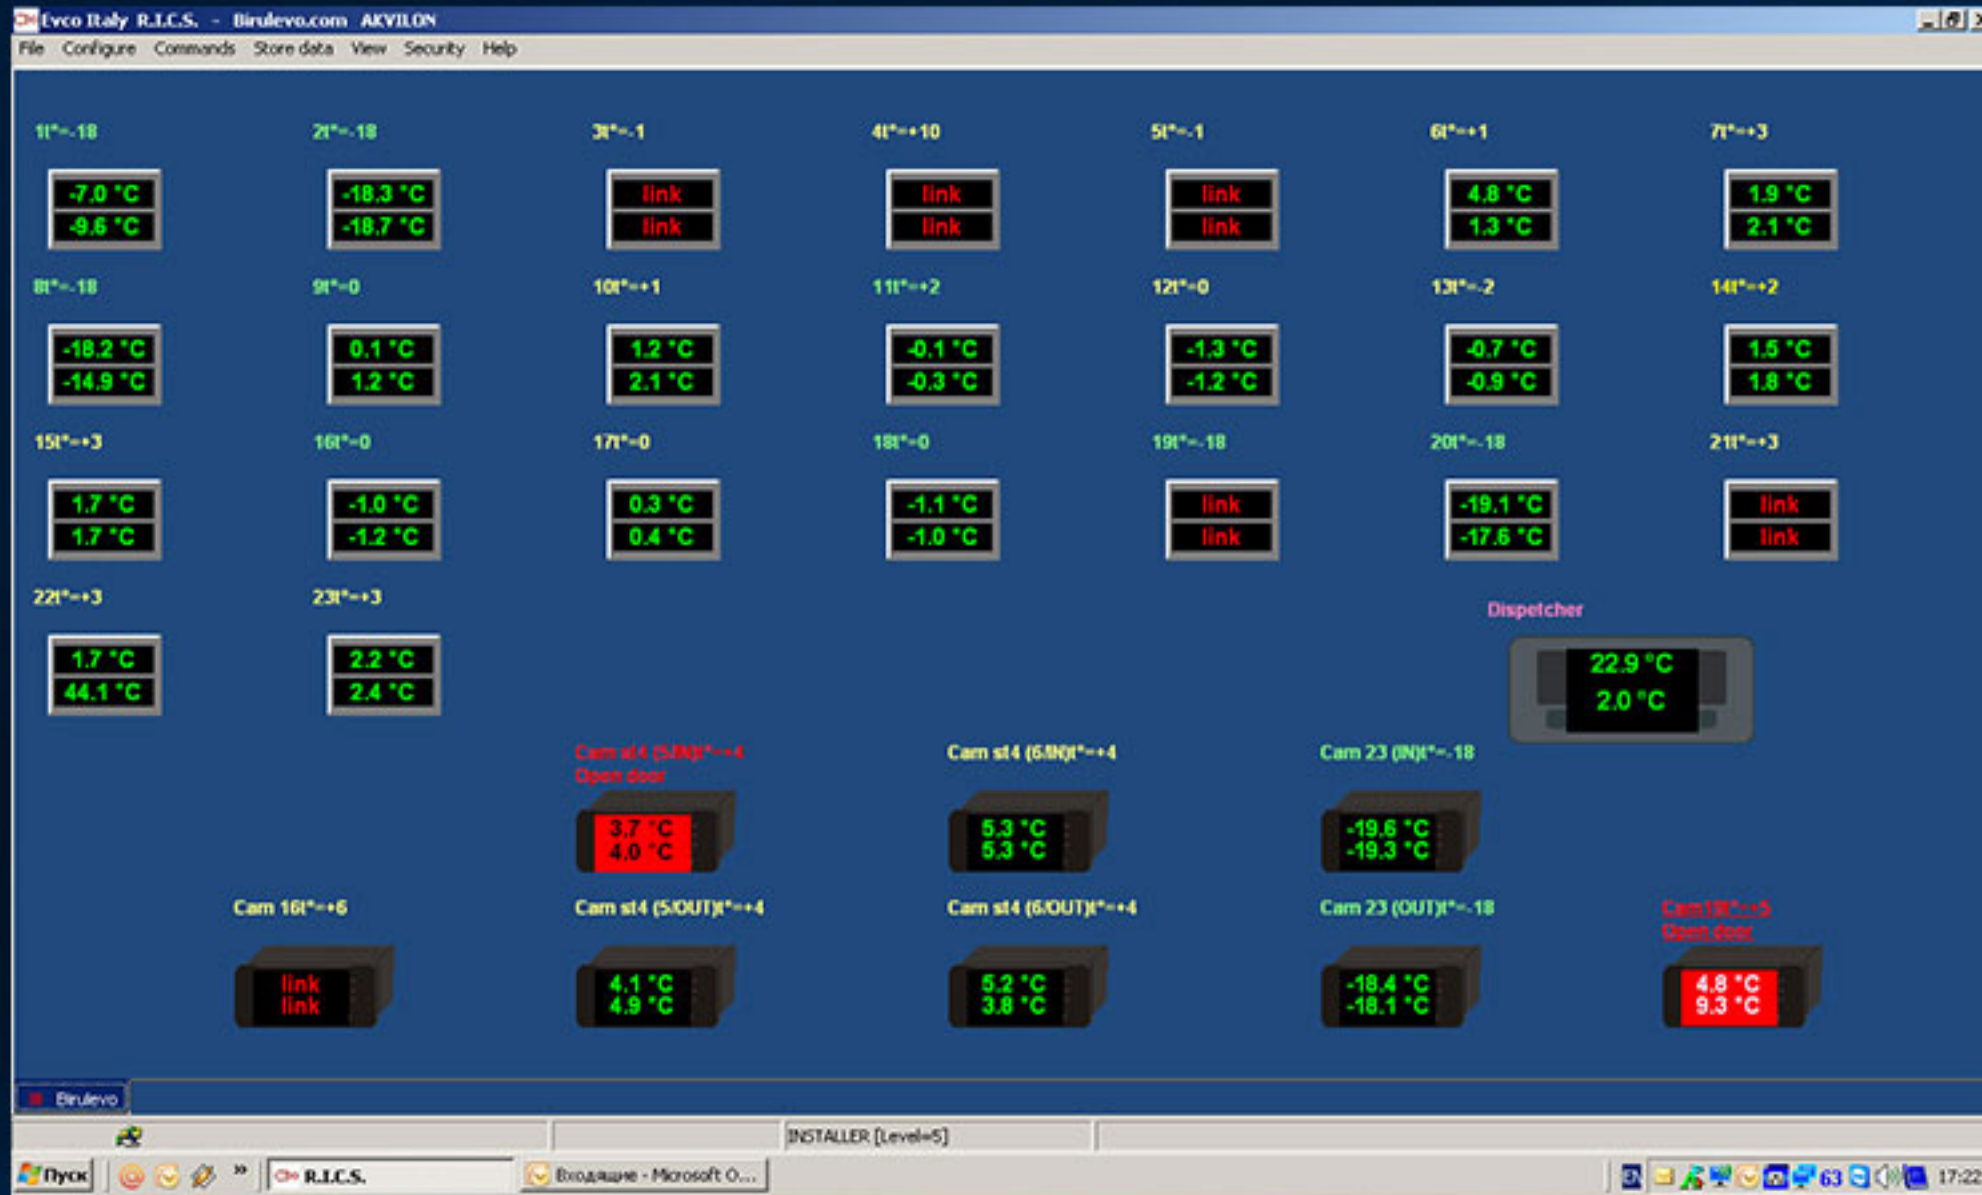 Evco Italy R.I.C.S. - Birulevo.com AKVILON
File Configure Commands Store data View Security Help
1t°=-18 2t°=-18 3t°=-1 4t°=+10 5t°=-1 6t°=+1 7t°=+3
-7.0 °C -18.3 °C link link link 4.8 °C 1.9 °C
-9.6 °C -18.7 °C link link link 1.3 °C 2.1 °C
8t°=-18 9t°=0 10t°=+1 11t°=+2 12t°=0 13t°=-2 14t°=+2
-18.2 °C 0.1 °C 1.2 °C -0.1 °C -1.3 °C -0.7 °C 1.5 °C
-14.9 °C 1.2 °C 2.1 °C -0.3 °C -1.2 °C -0.9 °C 1.8 °C
15t°=+3 16t°=0 17t°=0 18t°=0 19t°=-18 20t°=-18 21t°=+3
1.7 °C -1.0 °C 0.3 °C -1.1 °C link -19.1 °C link
1.7 °C -1.2 °C 0.4 °C -1.0 °C link -17.6 °C link
22t°=+3 23t°=+3 Dispetcher
1.7 °C 2.2 °C 22.9 °C
44.1 °C 2.4 °C 2.0 °C
Cam st4 (5/IN)t°=+4 Cam st4 (6/IN)t°=+4 Cam 23 (IN)t°=-18
Open door
3.7 °C 5.3 °C -19.6 °C
4.0 °C 5.3 °C -19.3 °C
Cam 16t°=+6 Cam st4 (5/OUT)t°=+4 Cam st4 (6/OUT)t°=+4 Cam 23 (OUT)t°=-18 Cam19t°=+5
Open door
link 4.1 °C 5.2 °C -18.4 °C 4.8 °C
link 4.9 °C 3.8 °C -18.1 °C 9.3 °C
Birulevo
INSTALLER [Level=5]
Пуск » R.I.C.S. Входящие - Microsoft O... EN 63 17:22